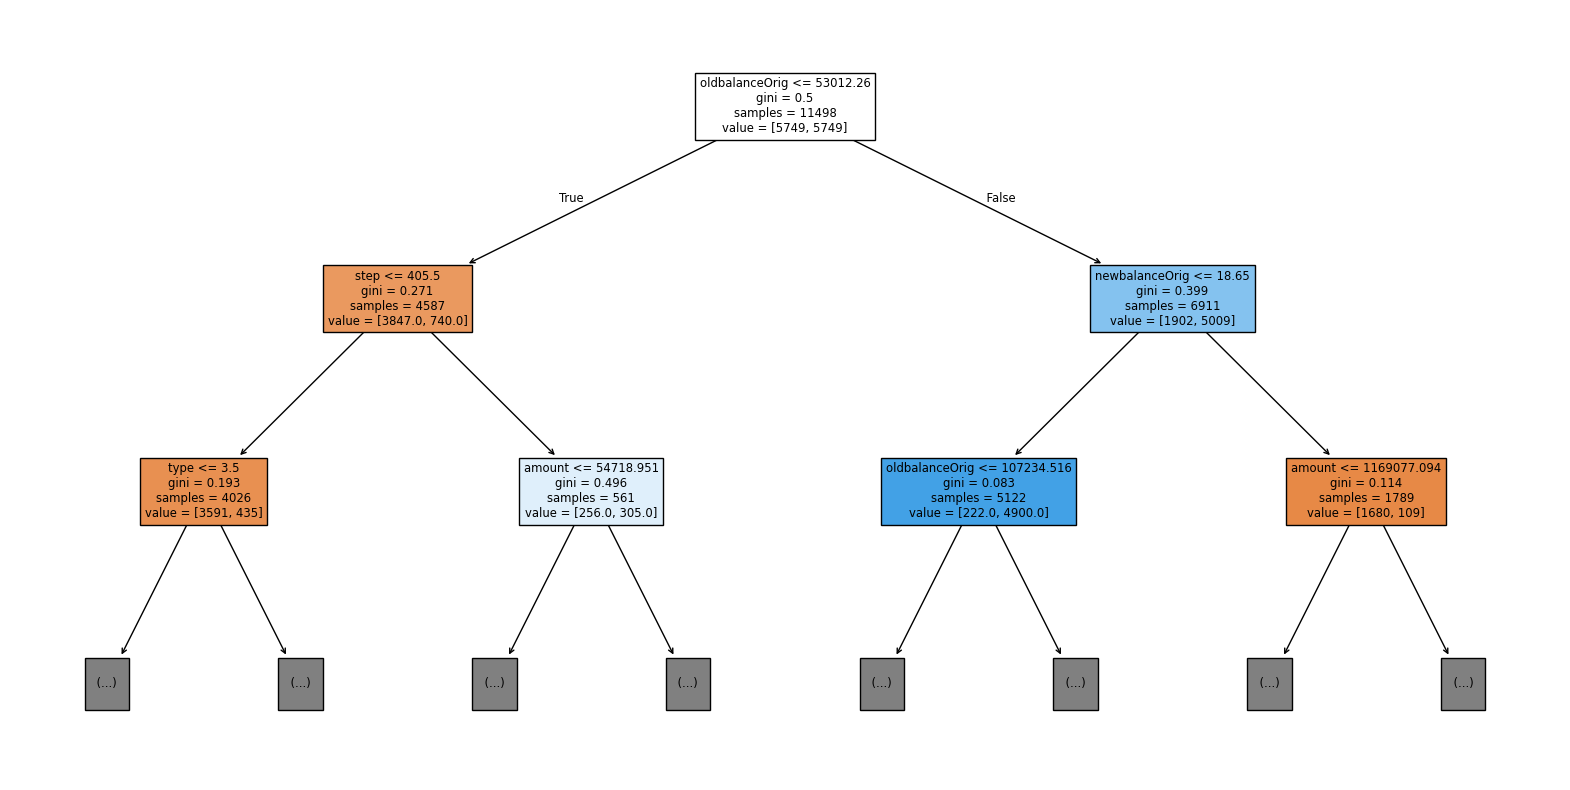 oldbalanceOrig <= 53012.26
gini = 0.5
samples = 11498
value = [5749, 5749]
True
False
step <= 405.5
gini = 0.271
samples = 4587
value = [3847.0, 740.0]
newbalanceOrig <= 18.65
gini = 0.399
samples = 6911
value = [1902, 5009]
type <= 3.5
gini = 0.193
samples = 4026
value = [3591, 435]
amount <= 54718.951
gini = 0.496
samples = 561
value = [256.0, 305.0]
oldbalanceOrig <= 107234.516
gini = 0.083
samples = 5122
value = [222.0, 4900.0]
amount <= 1169077.094
gini = 0.114
samples = 1789
value = [1680, 109]
(...)
(...)
(...)
(...)
(...)
(...)
(...)
(...)